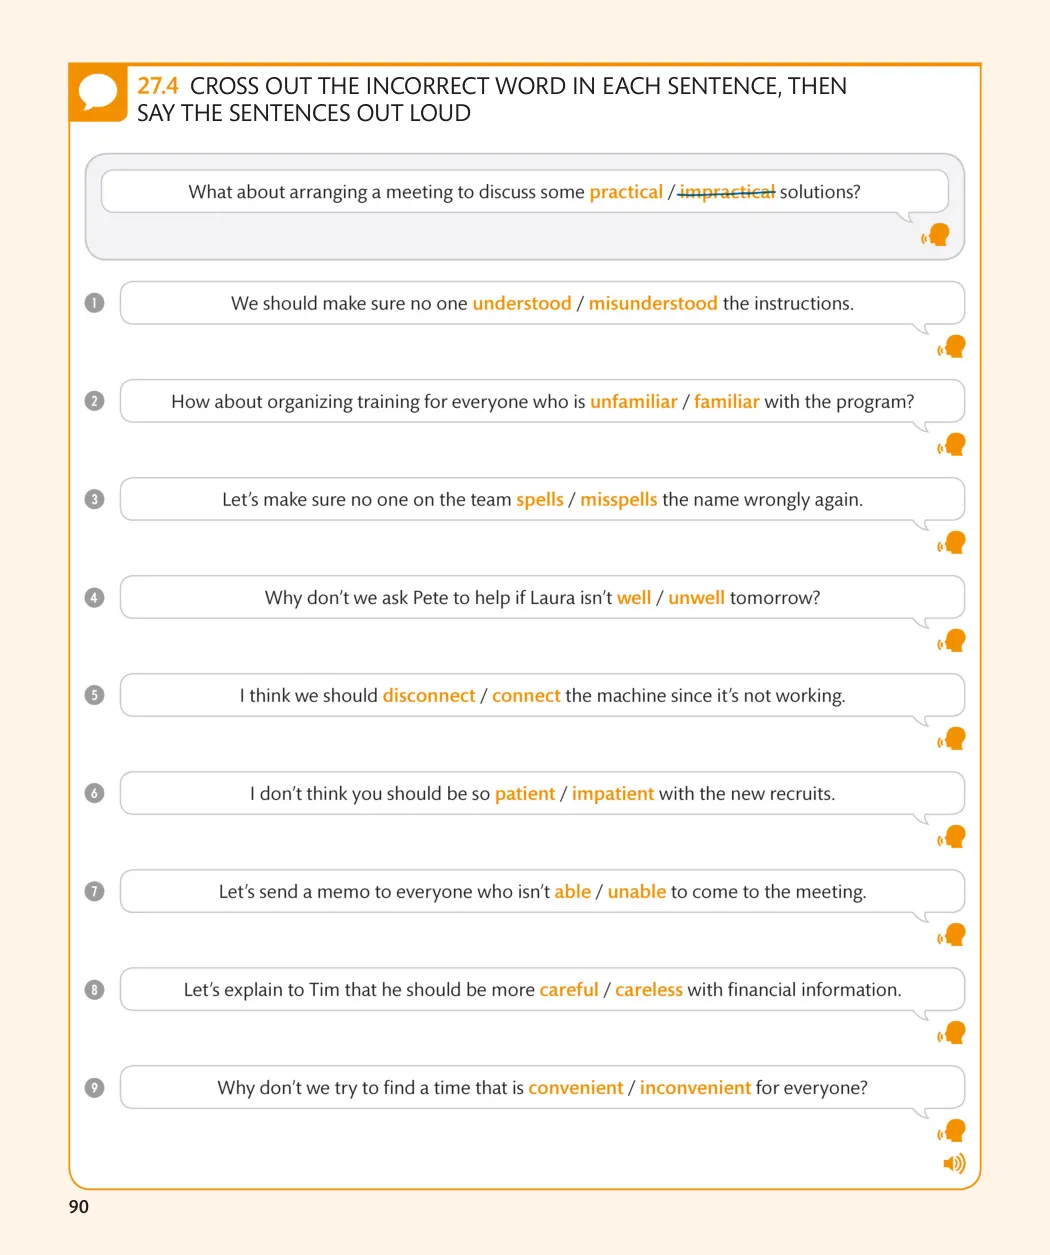 27.4 CROSS OUT THE INCORRECT WORD IN EACH SENTENCE, THEN
SAY THE SENTENCES OUT LOUD
What about arranging a meeting to discuss some practical / impractical solutions?
1 We should make sure no one understood / misunderstood the instructions.
2 How about organizing training for everyone who is unfamiliar / familiar with the program?
3 Let’s make sure no one on the team spells / misspells the name wrongly again.
4 Why don’t we ask Pete to help if Laura isn’t well / unwell tomorrow?
5 I think we should disconnect / connect the machine since it’s not working.
6 I don’t think you should be so patient / impatient with the new recruits.
7 Let’s send a memo to everyone who isn’t able / unable to come to the meeting.
8 Let’s explain to Tim that he should be more careful / careless with financial information.
9 Why don’t we try to find a time that is convenient / inconvenient for everyone?
90